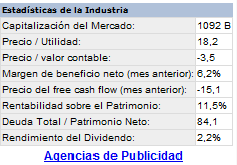 Estadísticas de la Industria
Capitalización del Mercado: 1092 B
Precio / Utilidad: 18,2
Precio / valor contable: -3,5
Margen de beneficio neto (mes anterior): 6,2%
Precio del free cash flow (mes anterior): -15,1
Rentabilidad sobre el Patrimonio: 11,5%
Deuda Total / Patrimonio Neto: 84,1
Rendimiento del Dividendo: 2,2%
Agencias de Publicidad